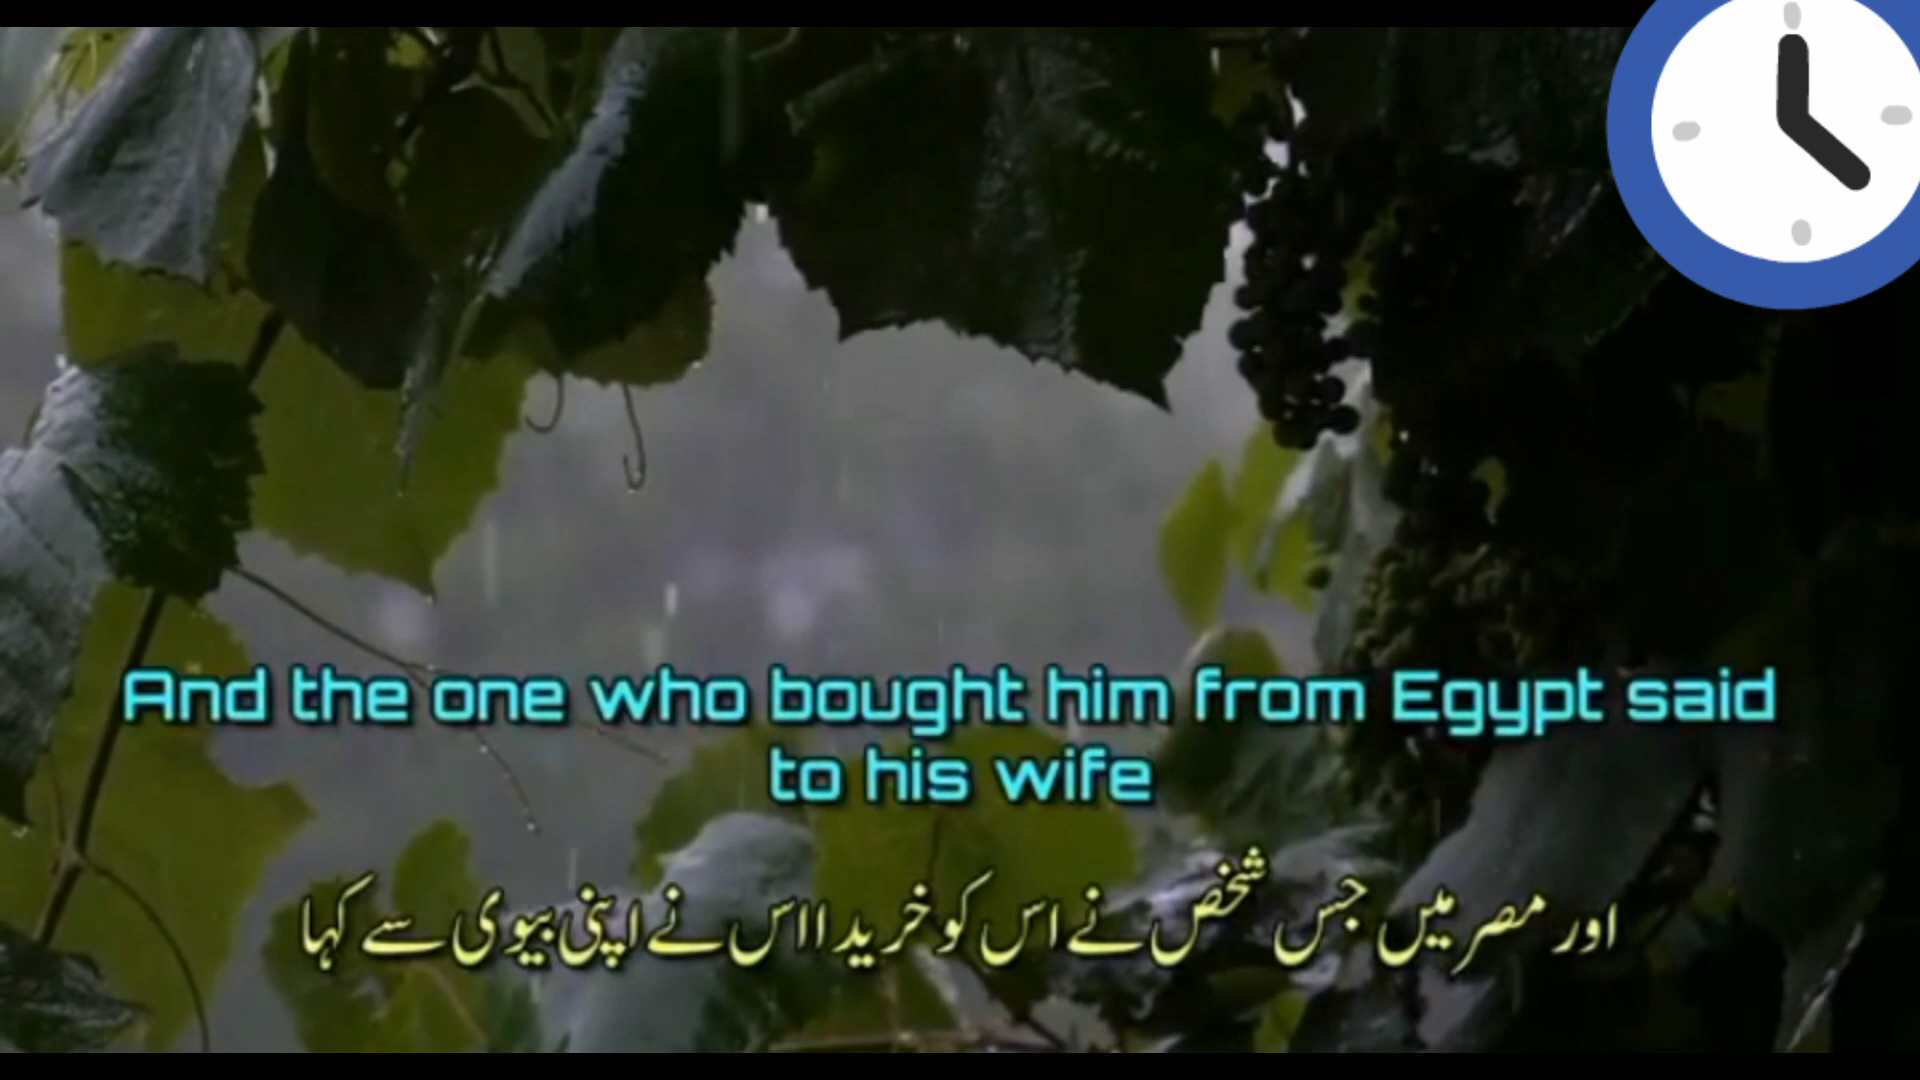 And the one who bought him from Egypt said
to his wife
اور مصر میں جس شخص نے اس کو خریدا اس نے اپنی بیوی سے کہا